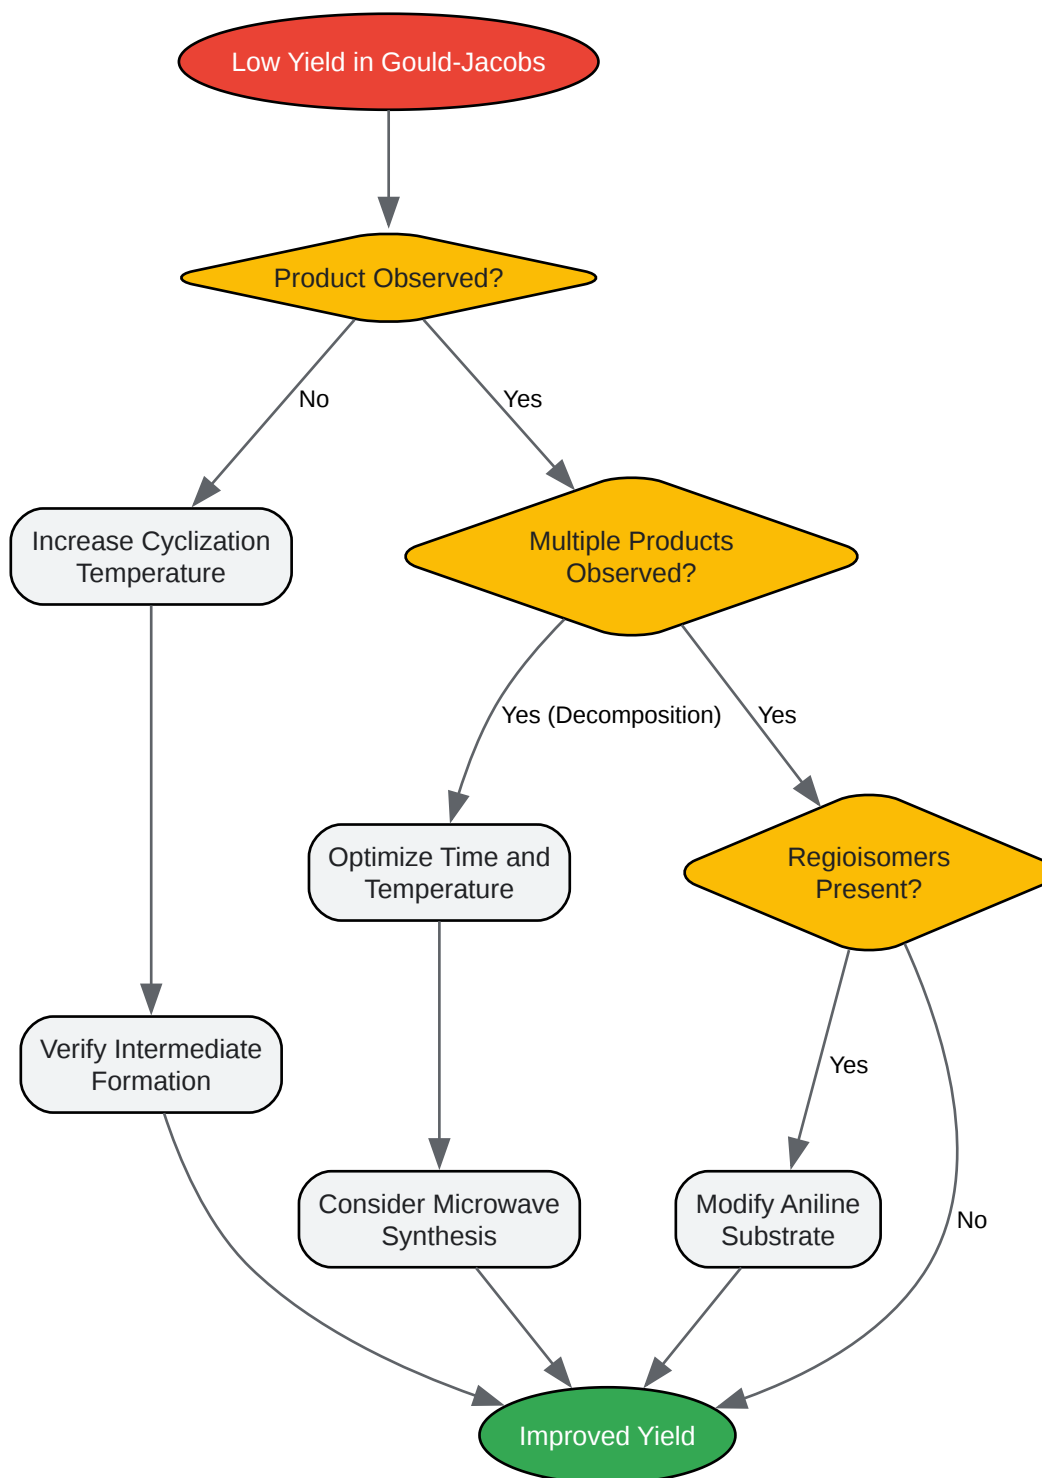 Low Yield in Gould-Jacobs
Product Observed?
No
Yes
Increase Cyclization
Temperature
Multiple Products
Observed?
Yes (Decomposition)
Yes
Optimize Time and
Temperature
Regioisomers
Present?
Verify Intermediate
Formation
Yes
Consider Microwave
Synthesis
Modify Aniline
Substrate
No
Improved Yield